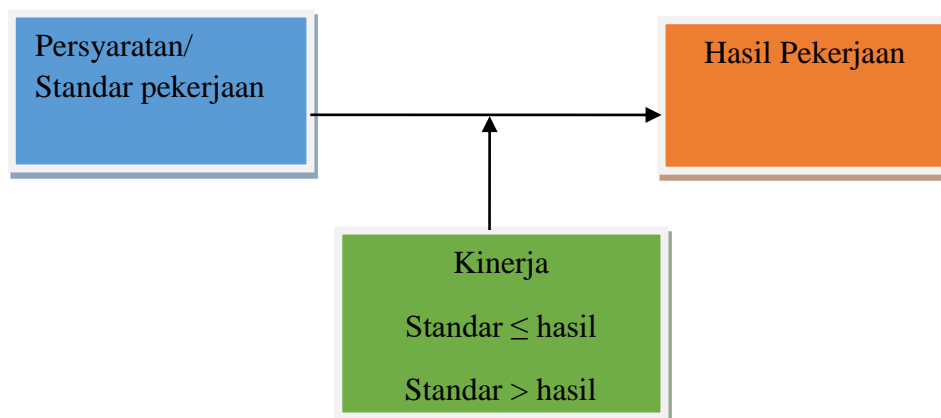 Persyaratan/
Standar pekerjaan
Hasil Pekerjaan
Kinerja
Standar ≤ hasil
Standar > hasil